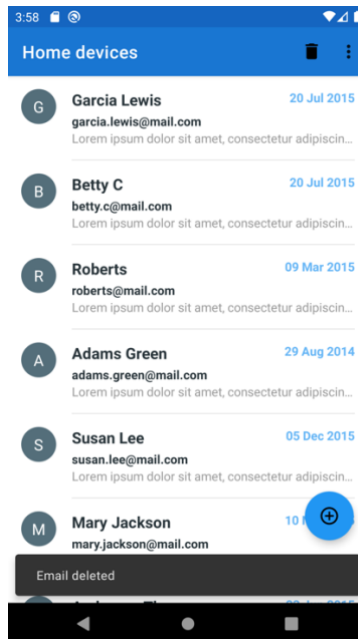 3:58
Home devices
G
Garcia Lewis
20 Jul 2015
garcia.lewis@mail.com
Lorem ipsum dolor sit amet, consectetur adipiscin...
B
Betty C
20 Jul 2015
betty.c@mail.com
Lorem ipsum dolor sit amet, consectetur adipiscin...
R
Roberts
09 Mar 2015
roberts@mail.com
Lorem ipsum dolor sit amet, consectetur adipiscin...
A
Adams Green
29 Aug 2014
adams.green@mail.com
Lorem ipsum dolor sit amet, consectetur adipiscin...
S
Susan Lee
05 Dec 2015
susan.lee@mail.com
Lorem ipsum dolor sit amet, consectetur adipiscin...
M
Mary Jackson
10
mary.jackson@mail.com
Email deleted